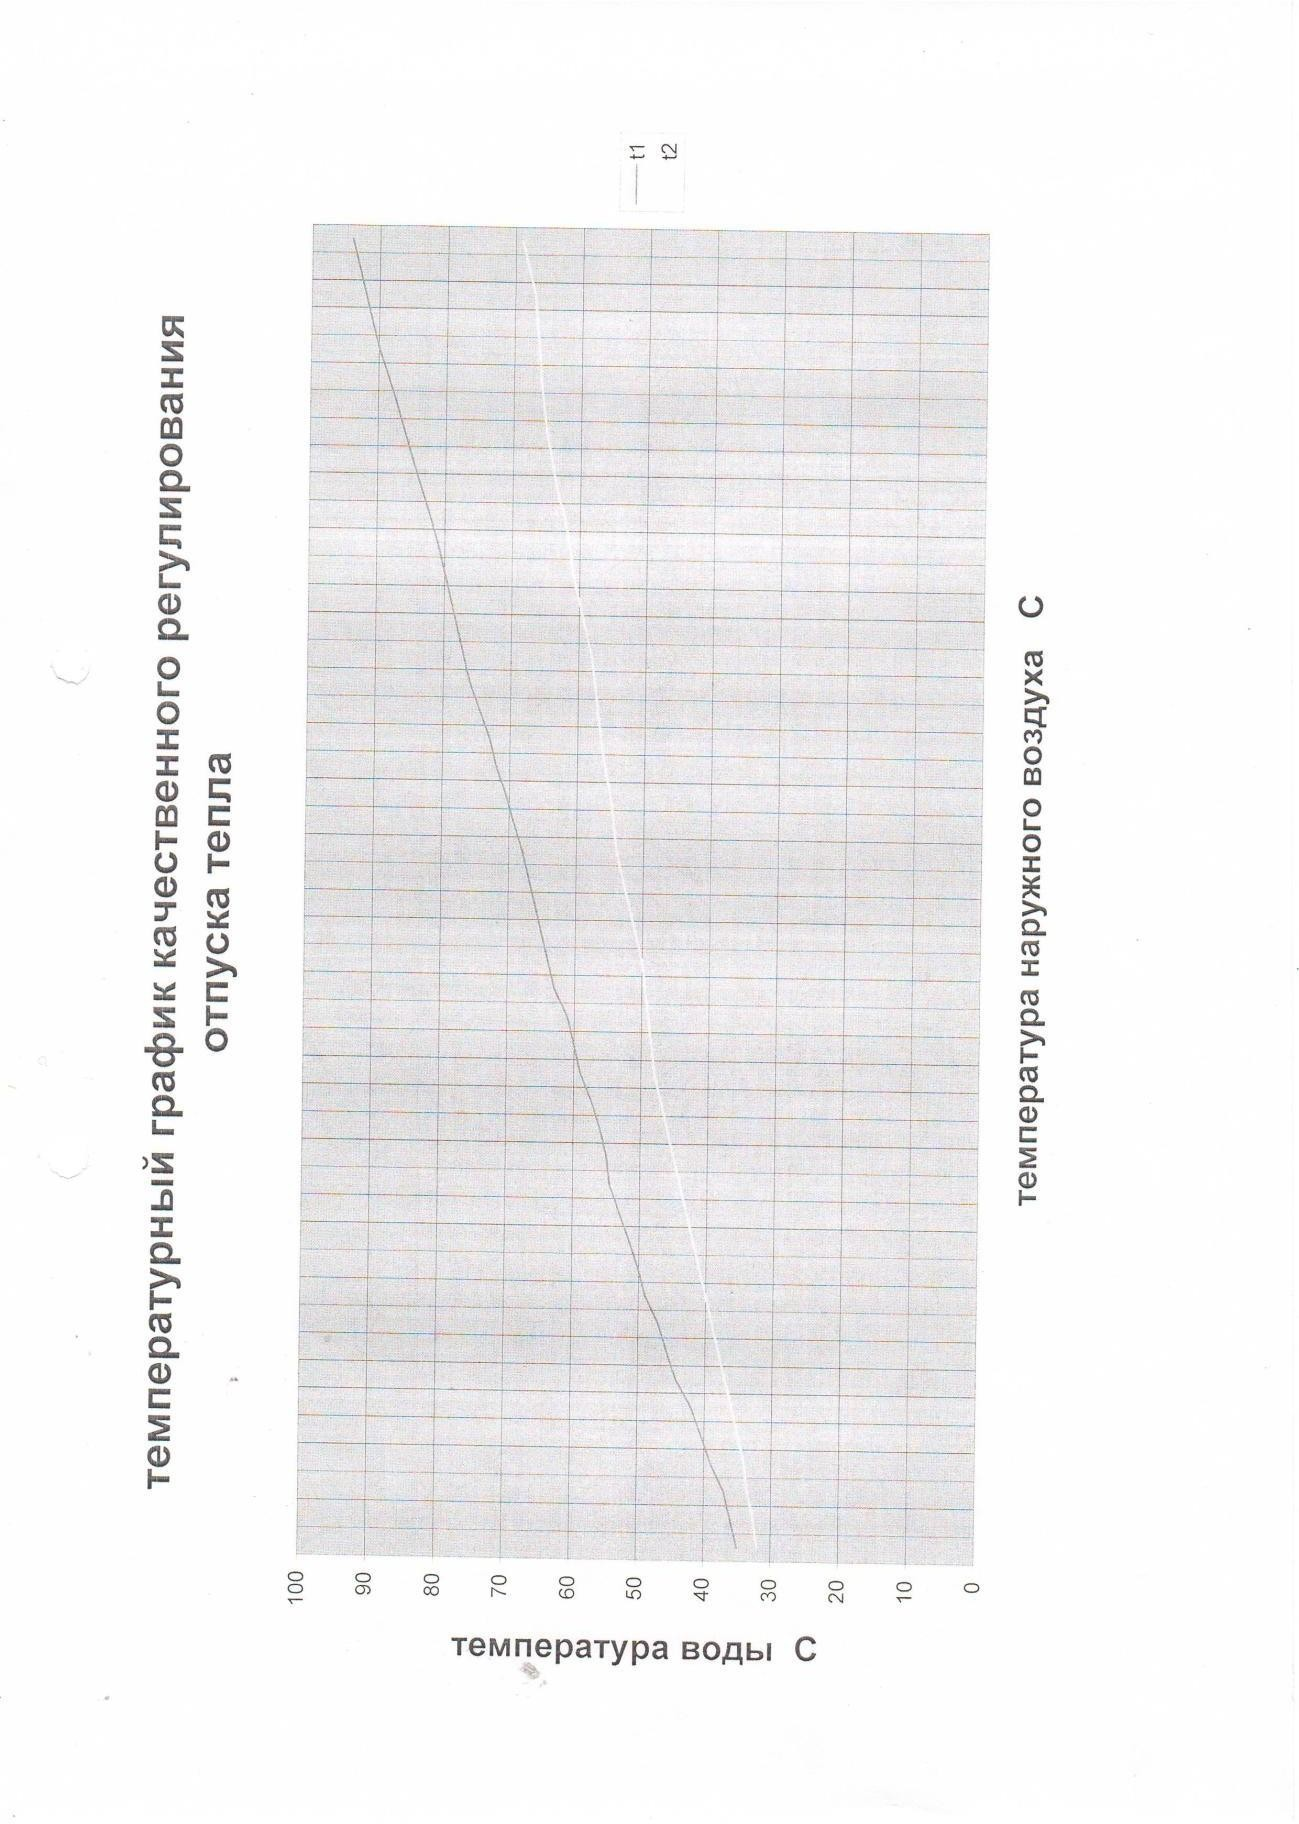 температурный график качественного регулирования
отпуска тепла
температура воды С
100
90
80
70
60
50
40
30
20
10
0
температура наружного воздуха С
t1
t2